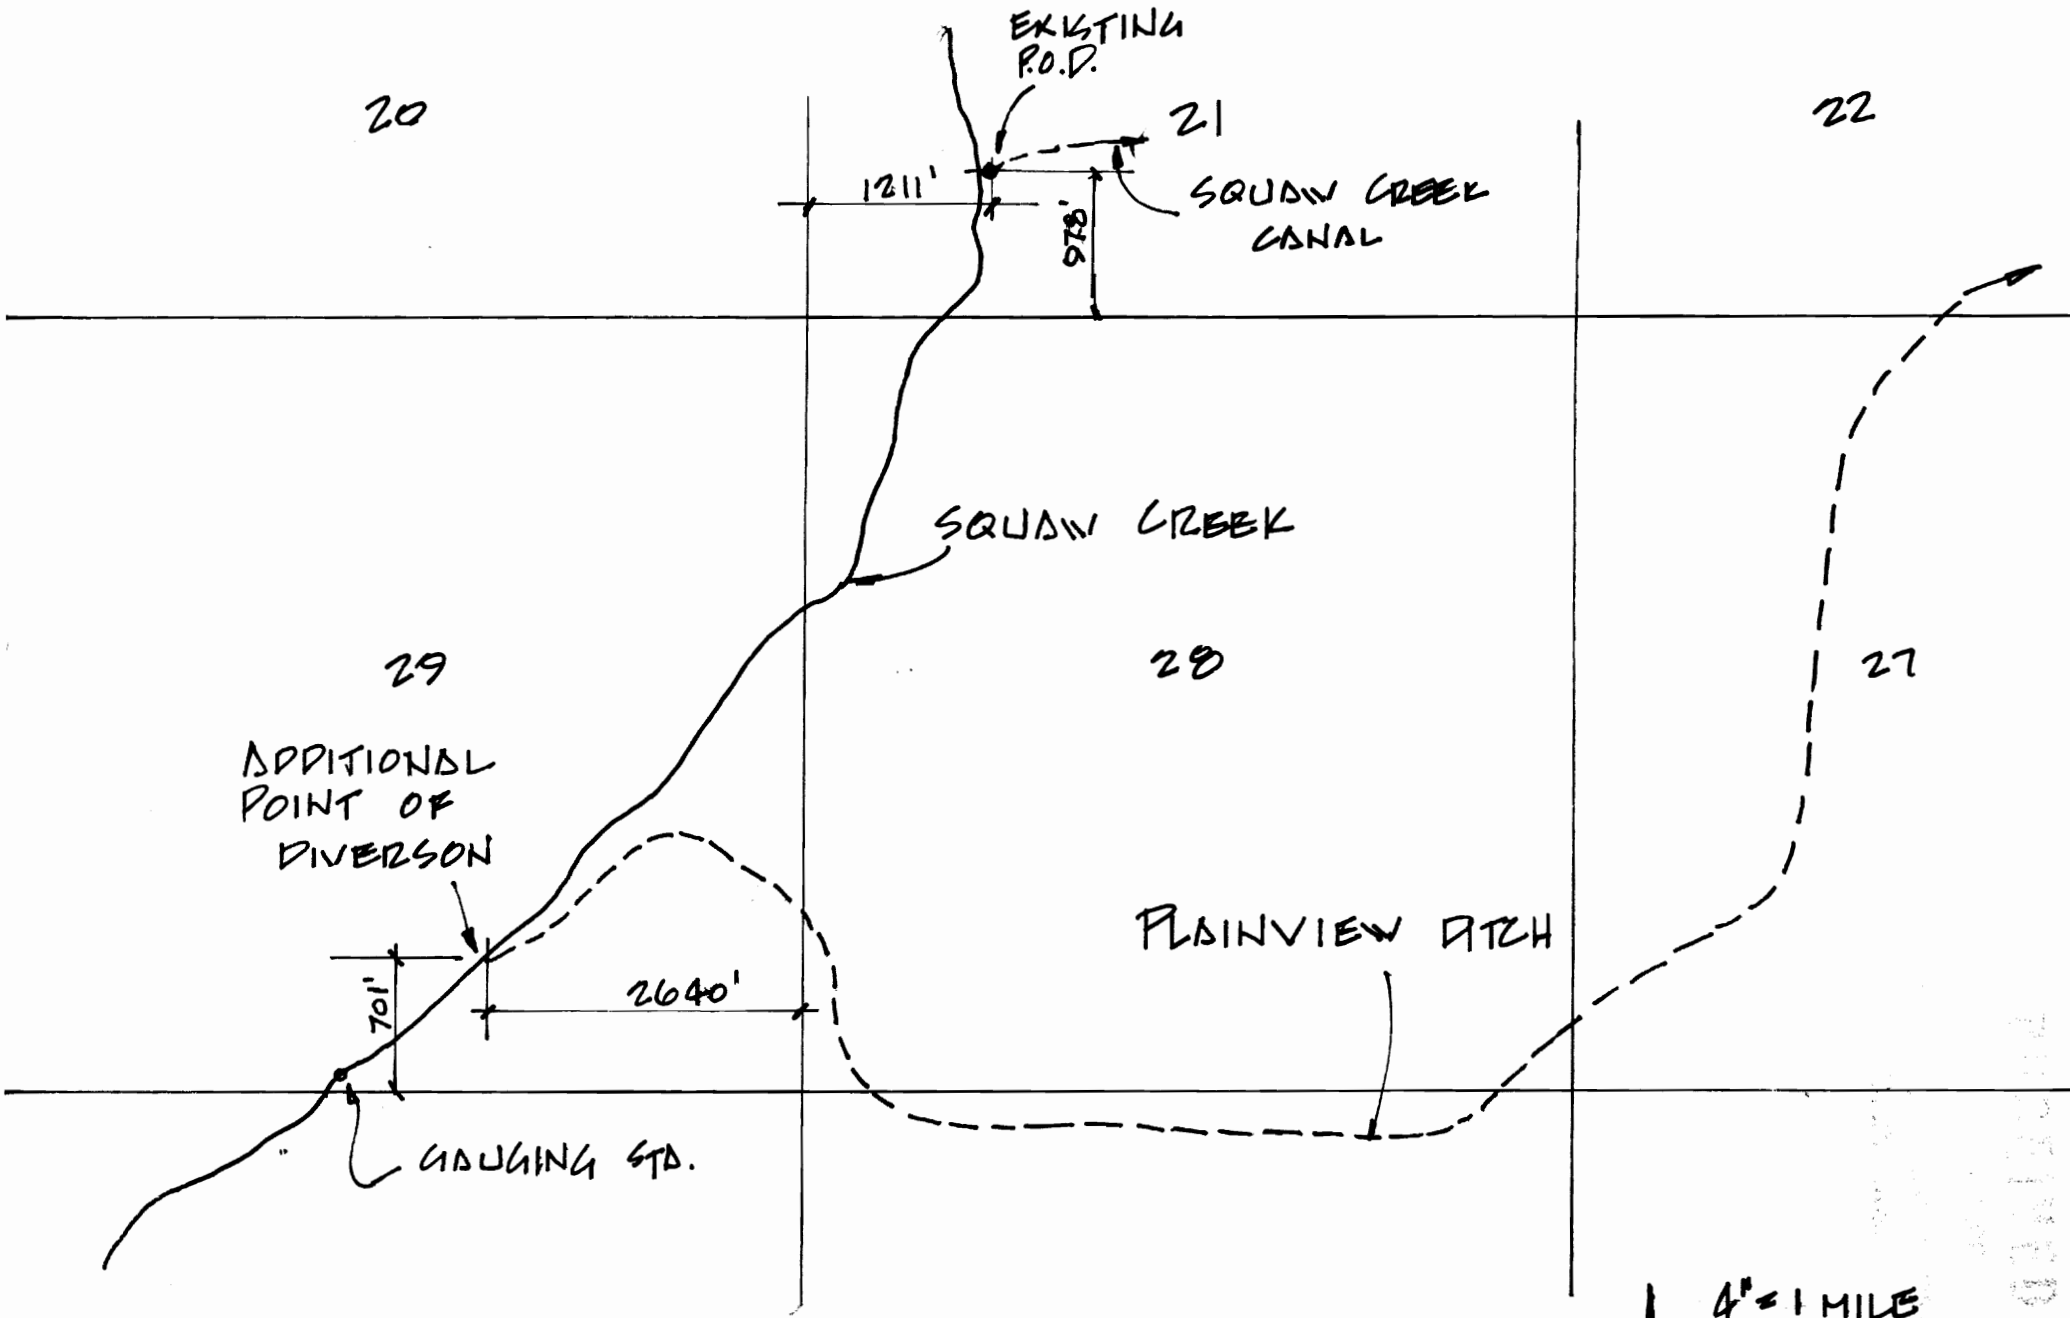 EXISTING
P.O.D.
20
21
22
1211'
978'
SQUAW CREEK
CANAL
SQUAW CREEK
29
28
27
ADDITIONAL
POINT OF
DIVERSON
PLAINVIEW DITCH
701'
2640'
GAUGING STA.
4" = 1 MILE